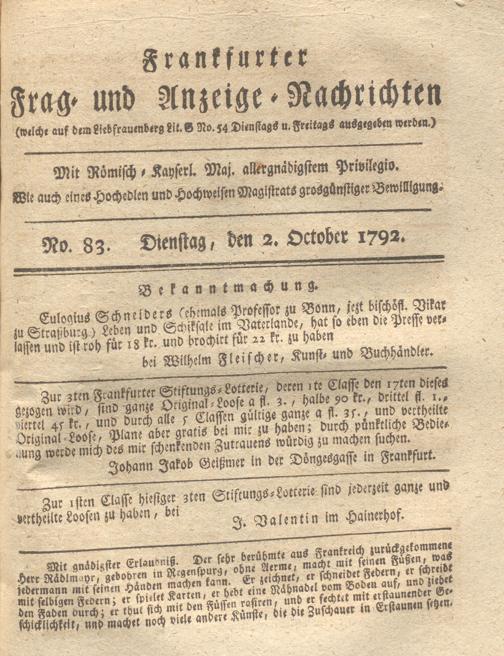 Frankfurter
Frag- und Anzeige-Nachrichten
(welche auf dem Liebfrauenberg Lit. G No. 54 Dienstags u. Freitags ausgegeben werden.)
Mit Römisch-Kayserl. Maj. allergnädigstem Privilegio.
Wie auch eines Hochedlen und Hochweisen Magistrats grosgünstiger Bewilligung.
No. 83. Dienstag, den 2. October 1792.
Bekanntmachung.
Eulogius Schneiders (ehemals Professor zu Bonn, jezt bischöfl. Vikar
zu Straßburg) Leben und Schiksale im Vaterlande, hat so eben die Presse ver-
lassen und ist roh für 18 kr. und brochirt für 22 kr. zu haben
bei Wilhelm Fleischer, Kunst- und Buchhändler.
Zur 3ten Frankfurter Stiftungs-Lotterie, deren 1te Classe den 17ten dieses
gezogen wird, sind ganze Original-Loose a fl. 3., halbe 90 kr., drittel fl. 1.,
viertel 45 kr., und durch alle 5 Classen gültige ganze a fl. 35., und vertheilte
Original-Loose, Plane aber gratis bei mir zu haben; durch pünktliche Bedie-
nung werde mich des mir schenkenden Zutrauens würdig zu machen suchen.
Johann Jakob Geißmer in der Döngesgasse in Frankfurt.
Zur 1sten Classe hiesiger 3ten Stiftungs-Lotterie sind jederzeit ganze und
vertheilte Loosen zu haben, bei
J. Valentin im Hainerhof.
Mit gnädigster Erlaubniß. Der sehr berühmte aus Frankreich zurückgekommene
Herr Rädlmayr, gebohren in Regenspurg, ohne Aerme, macht mit seinen Füßen, was
jedermann mit seinen Händen machen kann. Er zeichnet, er schneidet Federn, er schreibt
mit selbigen Federn; er spielet Karten, er hebt eine Nähnadel vom Boden auf, und ziehet
den Faden durch; er thut sich mit den Füssen rasiren, und er fechtet mit erstaunender Ge-
schicklichkeit, und machet noch viele andere Künste, die die Zuschauer in Erstaunen setzen.